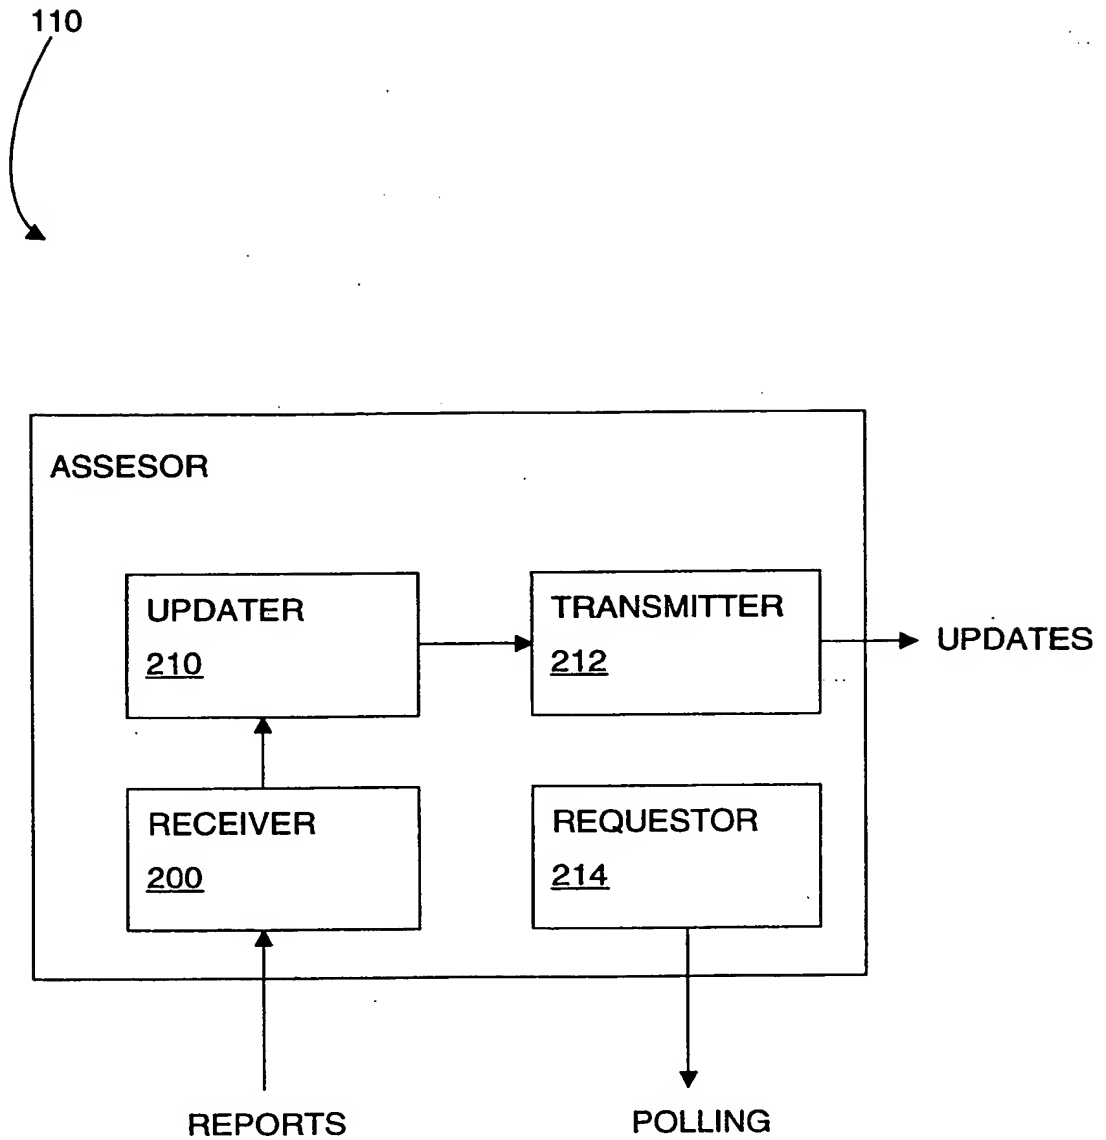 110
ASSESOR
UPDATER
210
TRANSMITTER
212
UPDATES
RECEIVER
200
REQUESTOR
214
REPORTS
POLLING